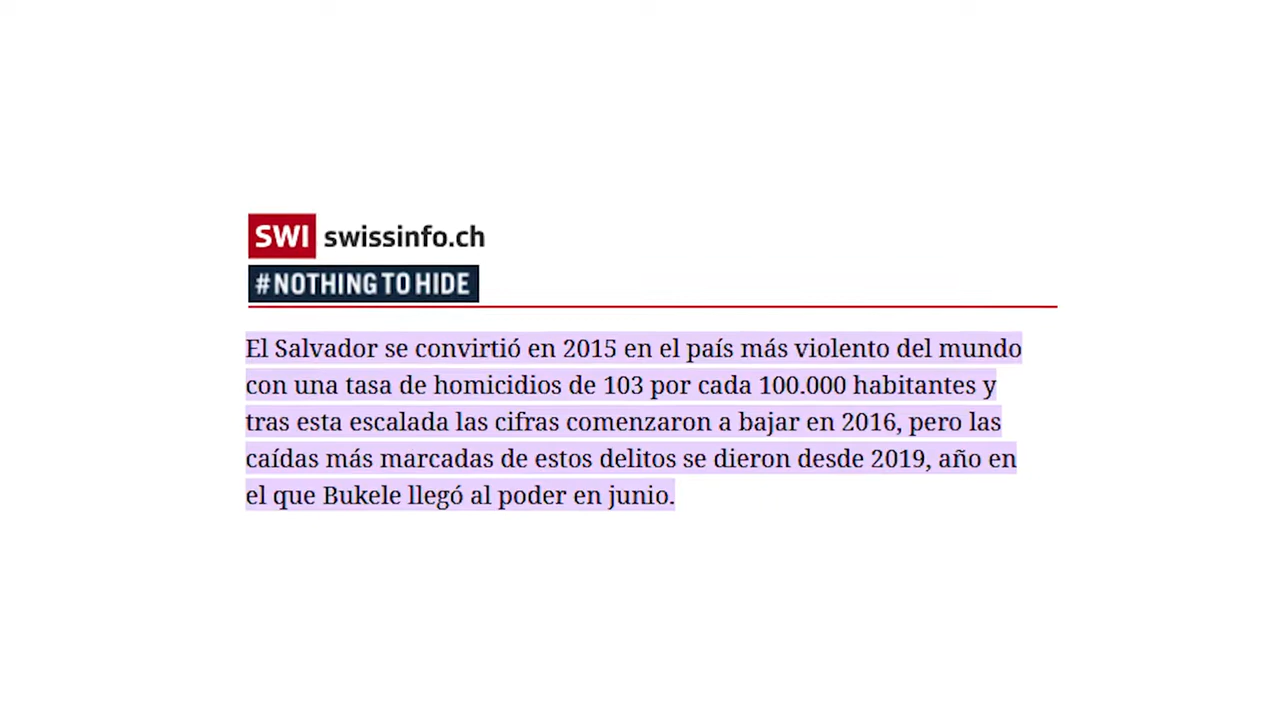 SWI swissinfo.ch
#NOTHING TO HIDE
El Salvador se convirtió en 2015 en el país más violento del mundo
con una tasa de homicidios de 103 por cada 100.000 habitantes y
tras esta escalada las cifras comenzaron a bajar en 2016, pero las
caídas más marcadas de estos delitos se dieron desde 2019, año en
el que Bukele llegó al poder en junio.